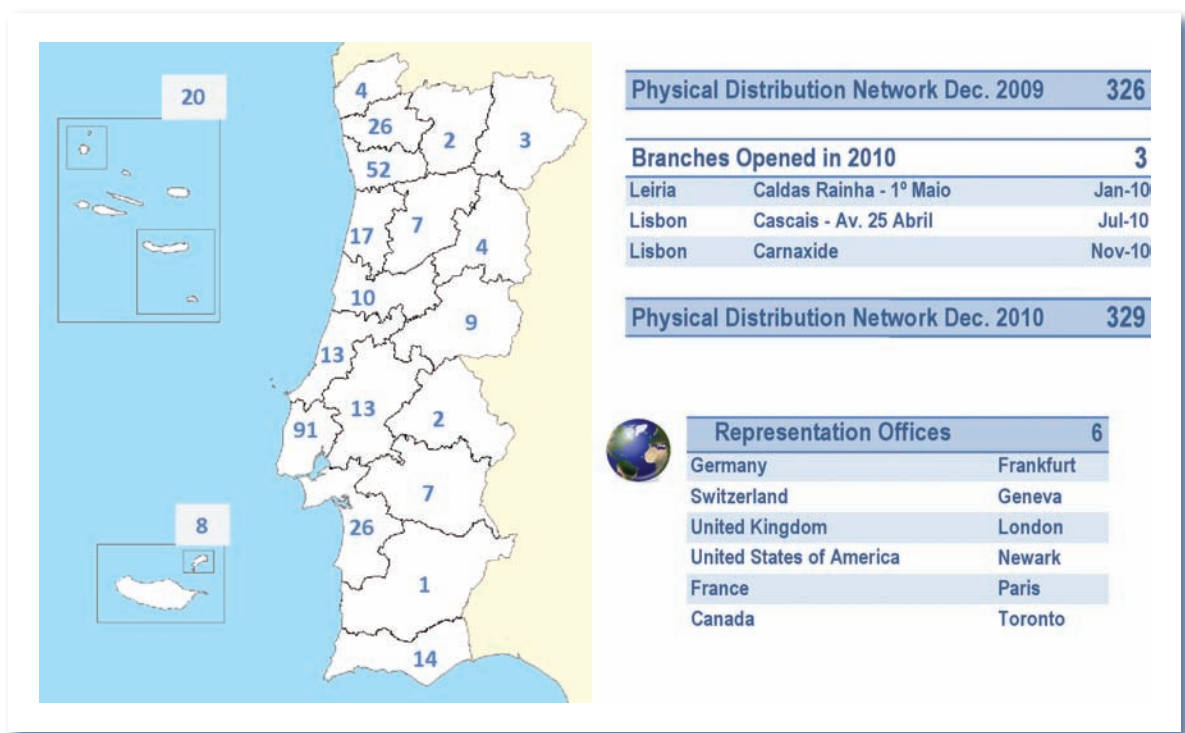 20
4
26
2
3
52
17
7
4
10
9
13
13
2
91
7
8
26
1
14
Physical Distribution Network Dec. 2009 326
Branches Opened in 2010 3
Leiria Caldas Rainha - 1º Maio Jan-10
Lisbon Cascais - Av. 25 Abril Jul-10
Lisbon Carnaxide Nov-10
Physical Distribution Network Dec. 2010 329
Representation Offices 6
Germany Frankfurt
Switzerland Geneva
United Kingdom London
United States of America Newark
France Paris
Canada Toronto